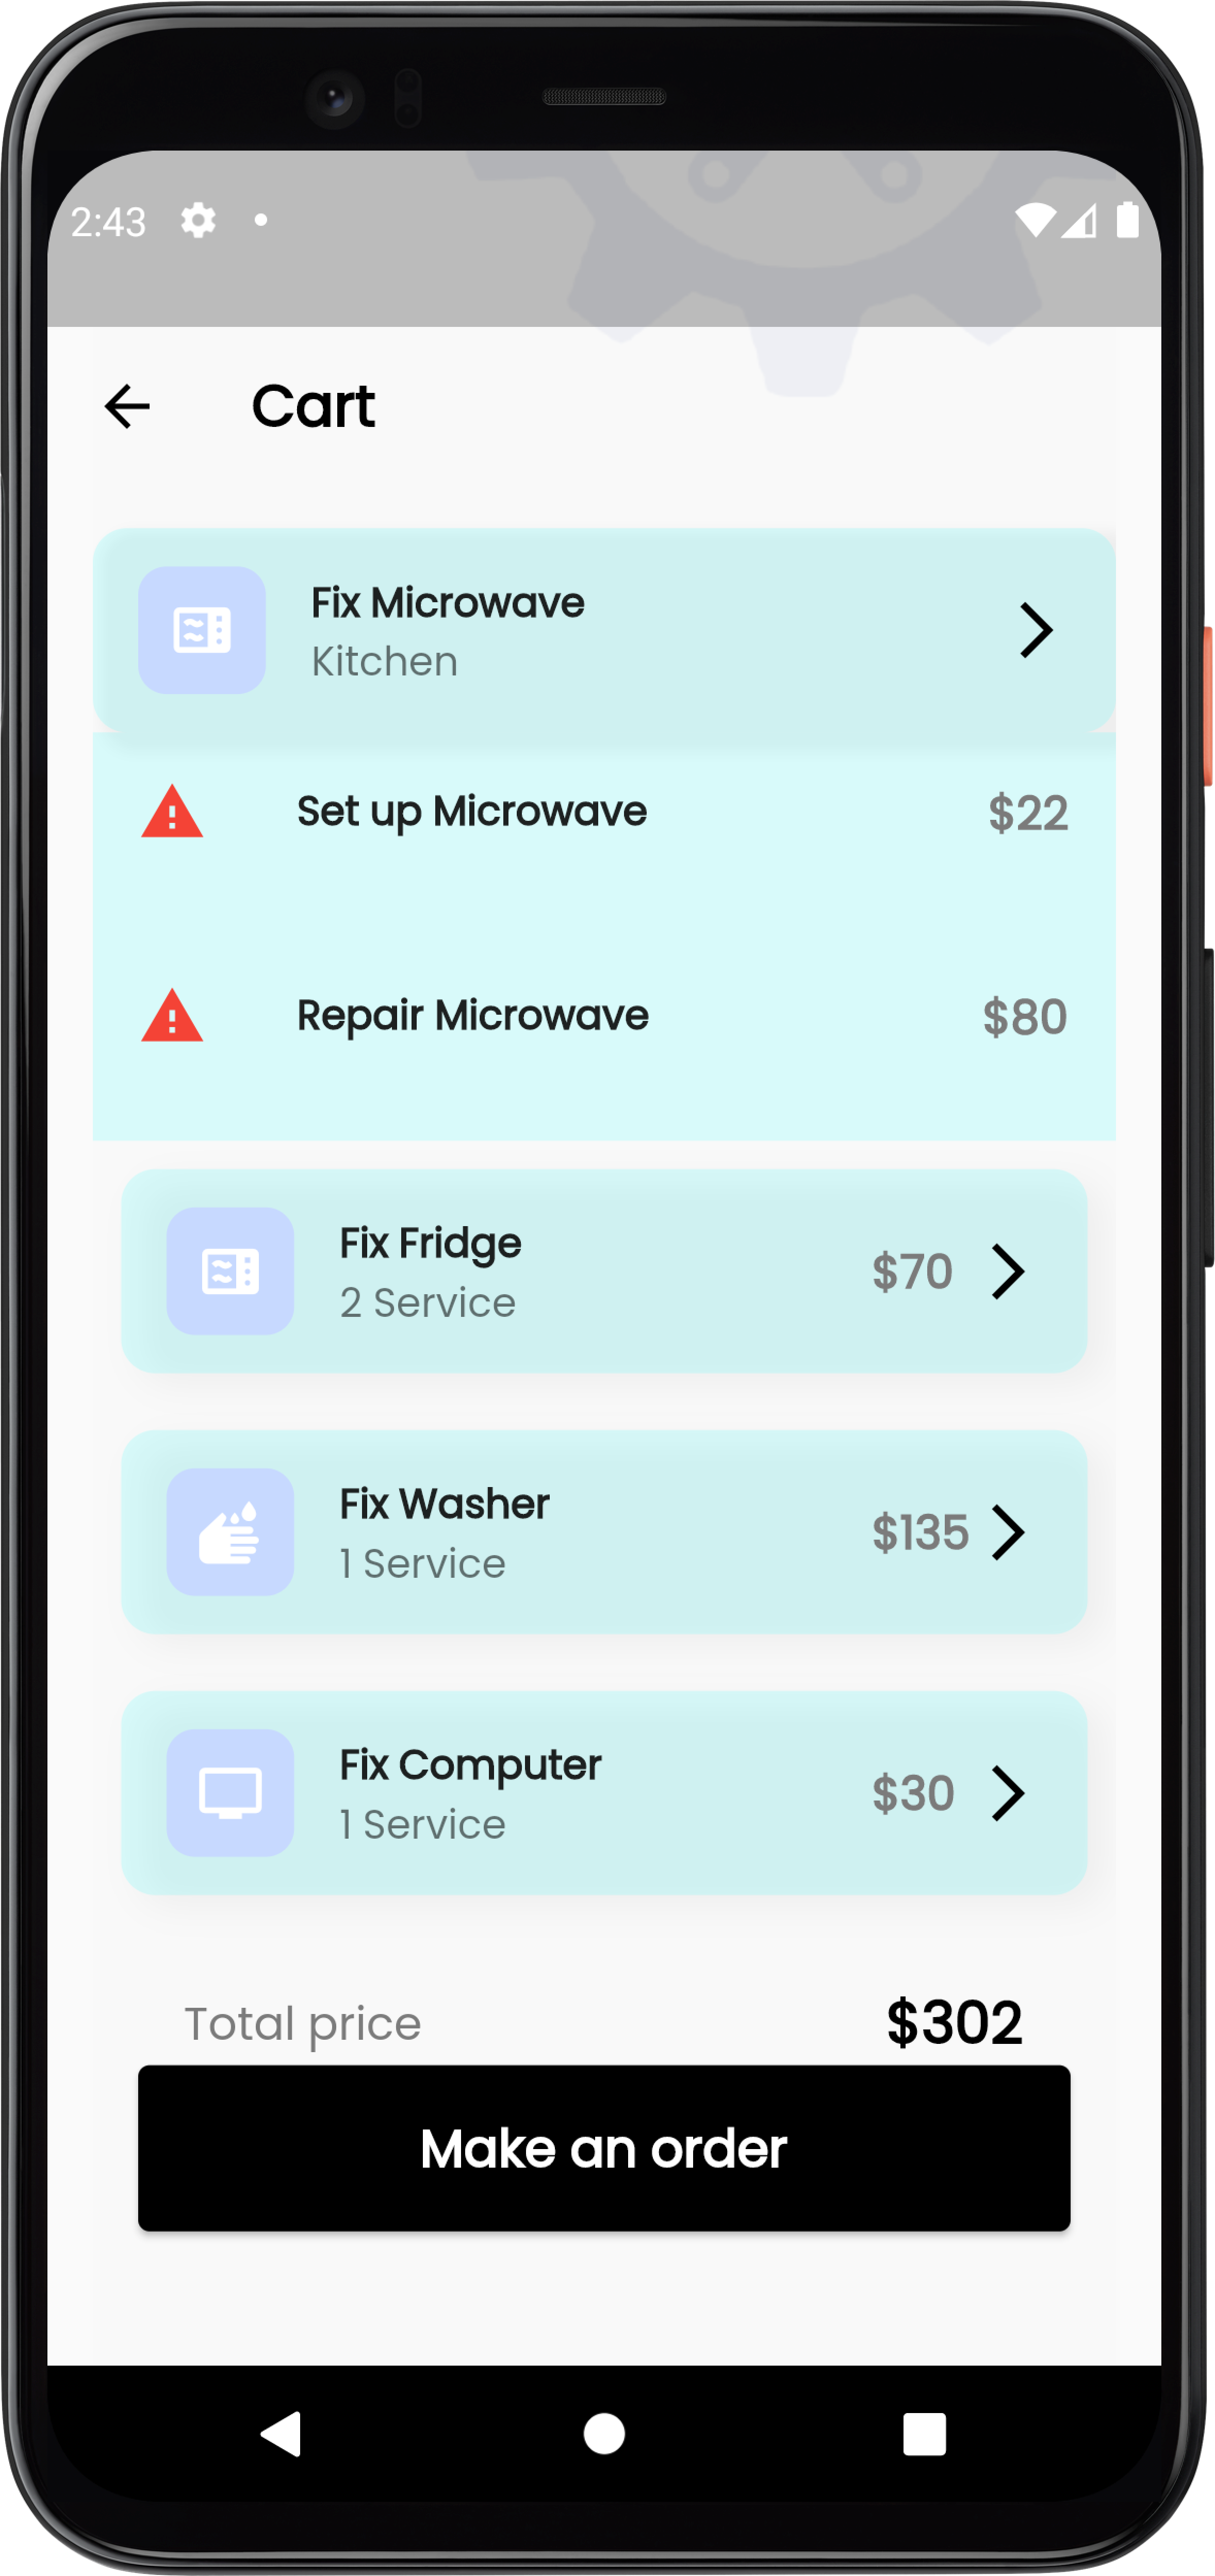 2:43
Cart
Fix Microwave
Kitchen
Set up Microwave $22
Repair Microwave $80
Fix Fridge
2 Service
$70
Fix Washer
1 Service
$135
Fix Computer
1 Service
$30
Total price $302
Make an order